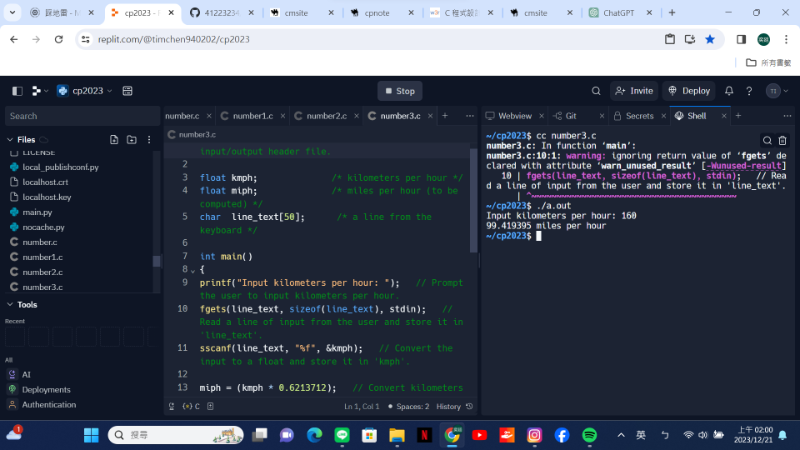 cp2023 -
4122323
cmsite
cpnote
C 程式設
cmsite
ChatGPT
replit.com/@timchen940202/cp2023
所有書籤
cp2023
Stop
Invite
Deploy
Search
Files
LICENSE
local_publishconf.py
localhost.crt
localhost.key
main.py
nocache.py
number.c
number1.c
number2.c
number3.c
Tools
Recent
All
AI
Deployments
Authentication
number.c
number1.c
number2.c
number3.c
number3.c
input/output header file.
2
3 float kmph; /* kilometers per hour */
4 float miph; /* miles per hour (to be
computed) */
5 char line_text[50]; /* a line from the
keyboard */
6
7 int main()
8 {
9 printf("Input kilometers per hour: "); // Prompt
the user to input kilometers per hour.
10 fgets(line_text, sizeof(line_text), stdin); //
Read a line of input from the user and store it in
'line_text'.
11 sscanf(line_text, "%f", &kmph); // Convert the
input to a float and store it in 'kmph'.
12
13 miph = (kmph * 0.6213712); // Convert kilometers
{} C
Ln 1, Col 1
Spaces: 2
History
Webview
Git
Secrets
Shell
~/cp2023$ cc number3.c
number3.c: In function ‘main’:
number3.c:10:1: warning: ignoring return value of ‘fgets’ de
clared with attribute ‘warn_unused_result’ [-Wunused-result]
10 | fgets(line_text, sizeof(line_text), stdin); // Rea
d a line of input from the user and store it in 'line_text'.
| ^~~~~~~~~~~~~~~~~~~~~~~~~~~~~~~~~~~~~~~~~~
~/cp2023$ ./a.out
Input kilometers per hour: 160
99.419395 miles per hour
~/cp2023$
1
搜尋
英
上午 02:00
2023/12/21